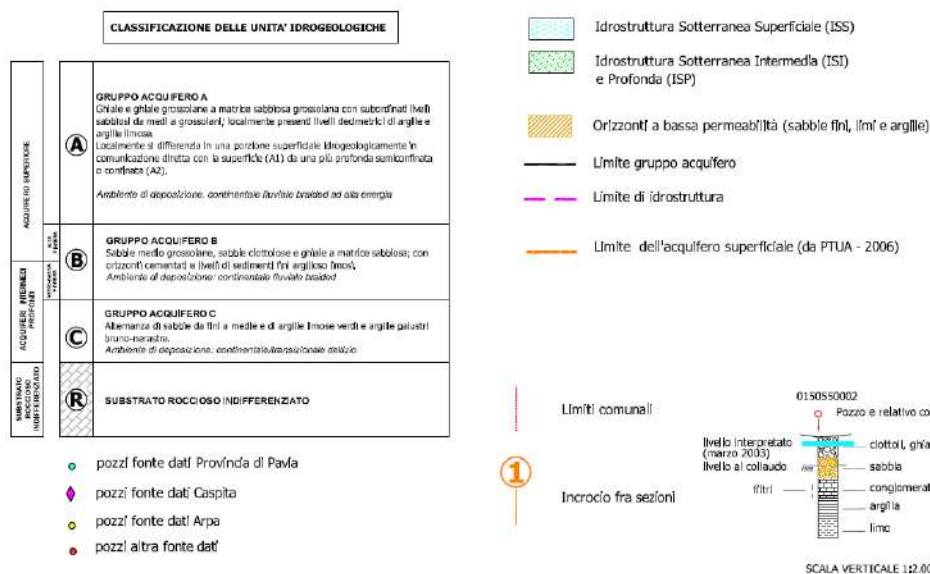 CLASSIFICAZIONE DELLE UNITA' IDROGEOLOGICHE
ACQUIFERO SUPERIORE
ACQUIFERI INTERMEDI
PROFONDI
SUBSTRATO
ROCCIOSO
INDIFFERENZIATO
A
GRUPPO ACQUIFERO A
Ghiaie e ghiaie grossolane a matrice sabbiosa grossolana con subordinati livelli
sabbiosi da medi a grossolani; localmente presenti livelli decimetrici di argille e
argille limose.
Localmente si differenzia in una porzione superficiale idrogeologicamente in
comunicazione diretta con la superficie (A1) da una più profonda semiconfinata
o confinata (A2).
Ambiente di deposizione: continentale fluviale braided ad alta energia
B
GRUPPO ACQUIFERO B
Sabbie medio grossolane, sabbie ciottolose e ghiaie a matrice sabbiosa; con
orizzonti cementati e livelli di sedimenti fini argilloso limosi.
Ambiente di deposizione: continentale fluviale braided
C
GRUPPO ACQUIFERO C
Alternanza di sabbie da fini a medie e di argille limose verdi e argille palustri
bruno-nerastre.
Ambiente di deposizione: continentale/transizionale deltizio
R
SUBSTRATO ROCCIOSO INDIFFERENZIATO
pozzi fonte dati Provincia di Pavia
pozzi fonte dati Caspita
pozzi fonte dati Arpa
pozzi altra fonte dati
Idrostruttura Sotterranea Superficiale (ISS)
Idrostruttura Sotterranea Intermedia (ISI)
e Profonda (ISP)
Orizzonti a bassa permeabilità (sabbie fini, limi e argille)
Limite gruppo acquifero
Limite di idrostruttura
Limite dell'acquifero superficiale (da PTUA - 2006)
Limiti comunali
1
Incrocio fra sezioni
0150550002
Pozzo e relativo co
livello interpretato
(marzo 2003)
livello al collaudo
filtri
ciottoli, ghia
sabbia
conglomerat
argilla
limo
SCALA VERTICALE 1:2.00